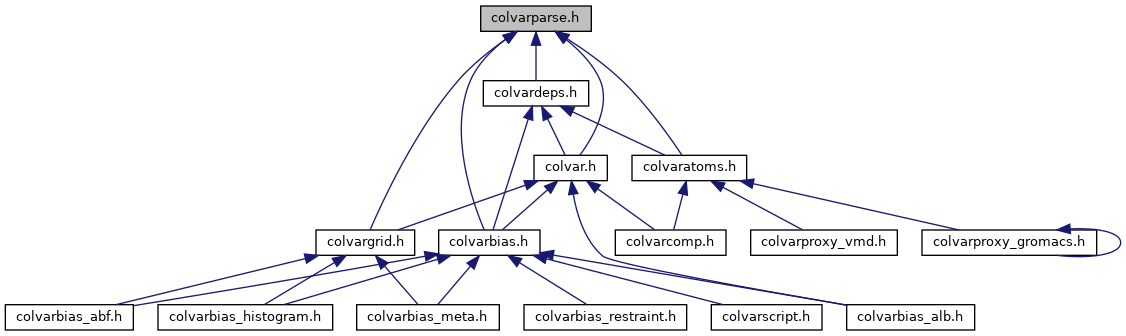 colvarparse.h
colvardeps.h
colvar.h
colvaratoms.h
colvargrid.h
colvarbias.h
colvarcomp.h
colvarproxy_vmd.h
colvarproxy_gromacs.h
colvarbias_abf.h
colvarbias_histogram.h
colvarbias_meta.h
colvarbias_restraint.h
colvarscript.h
colvarbias_alb.h